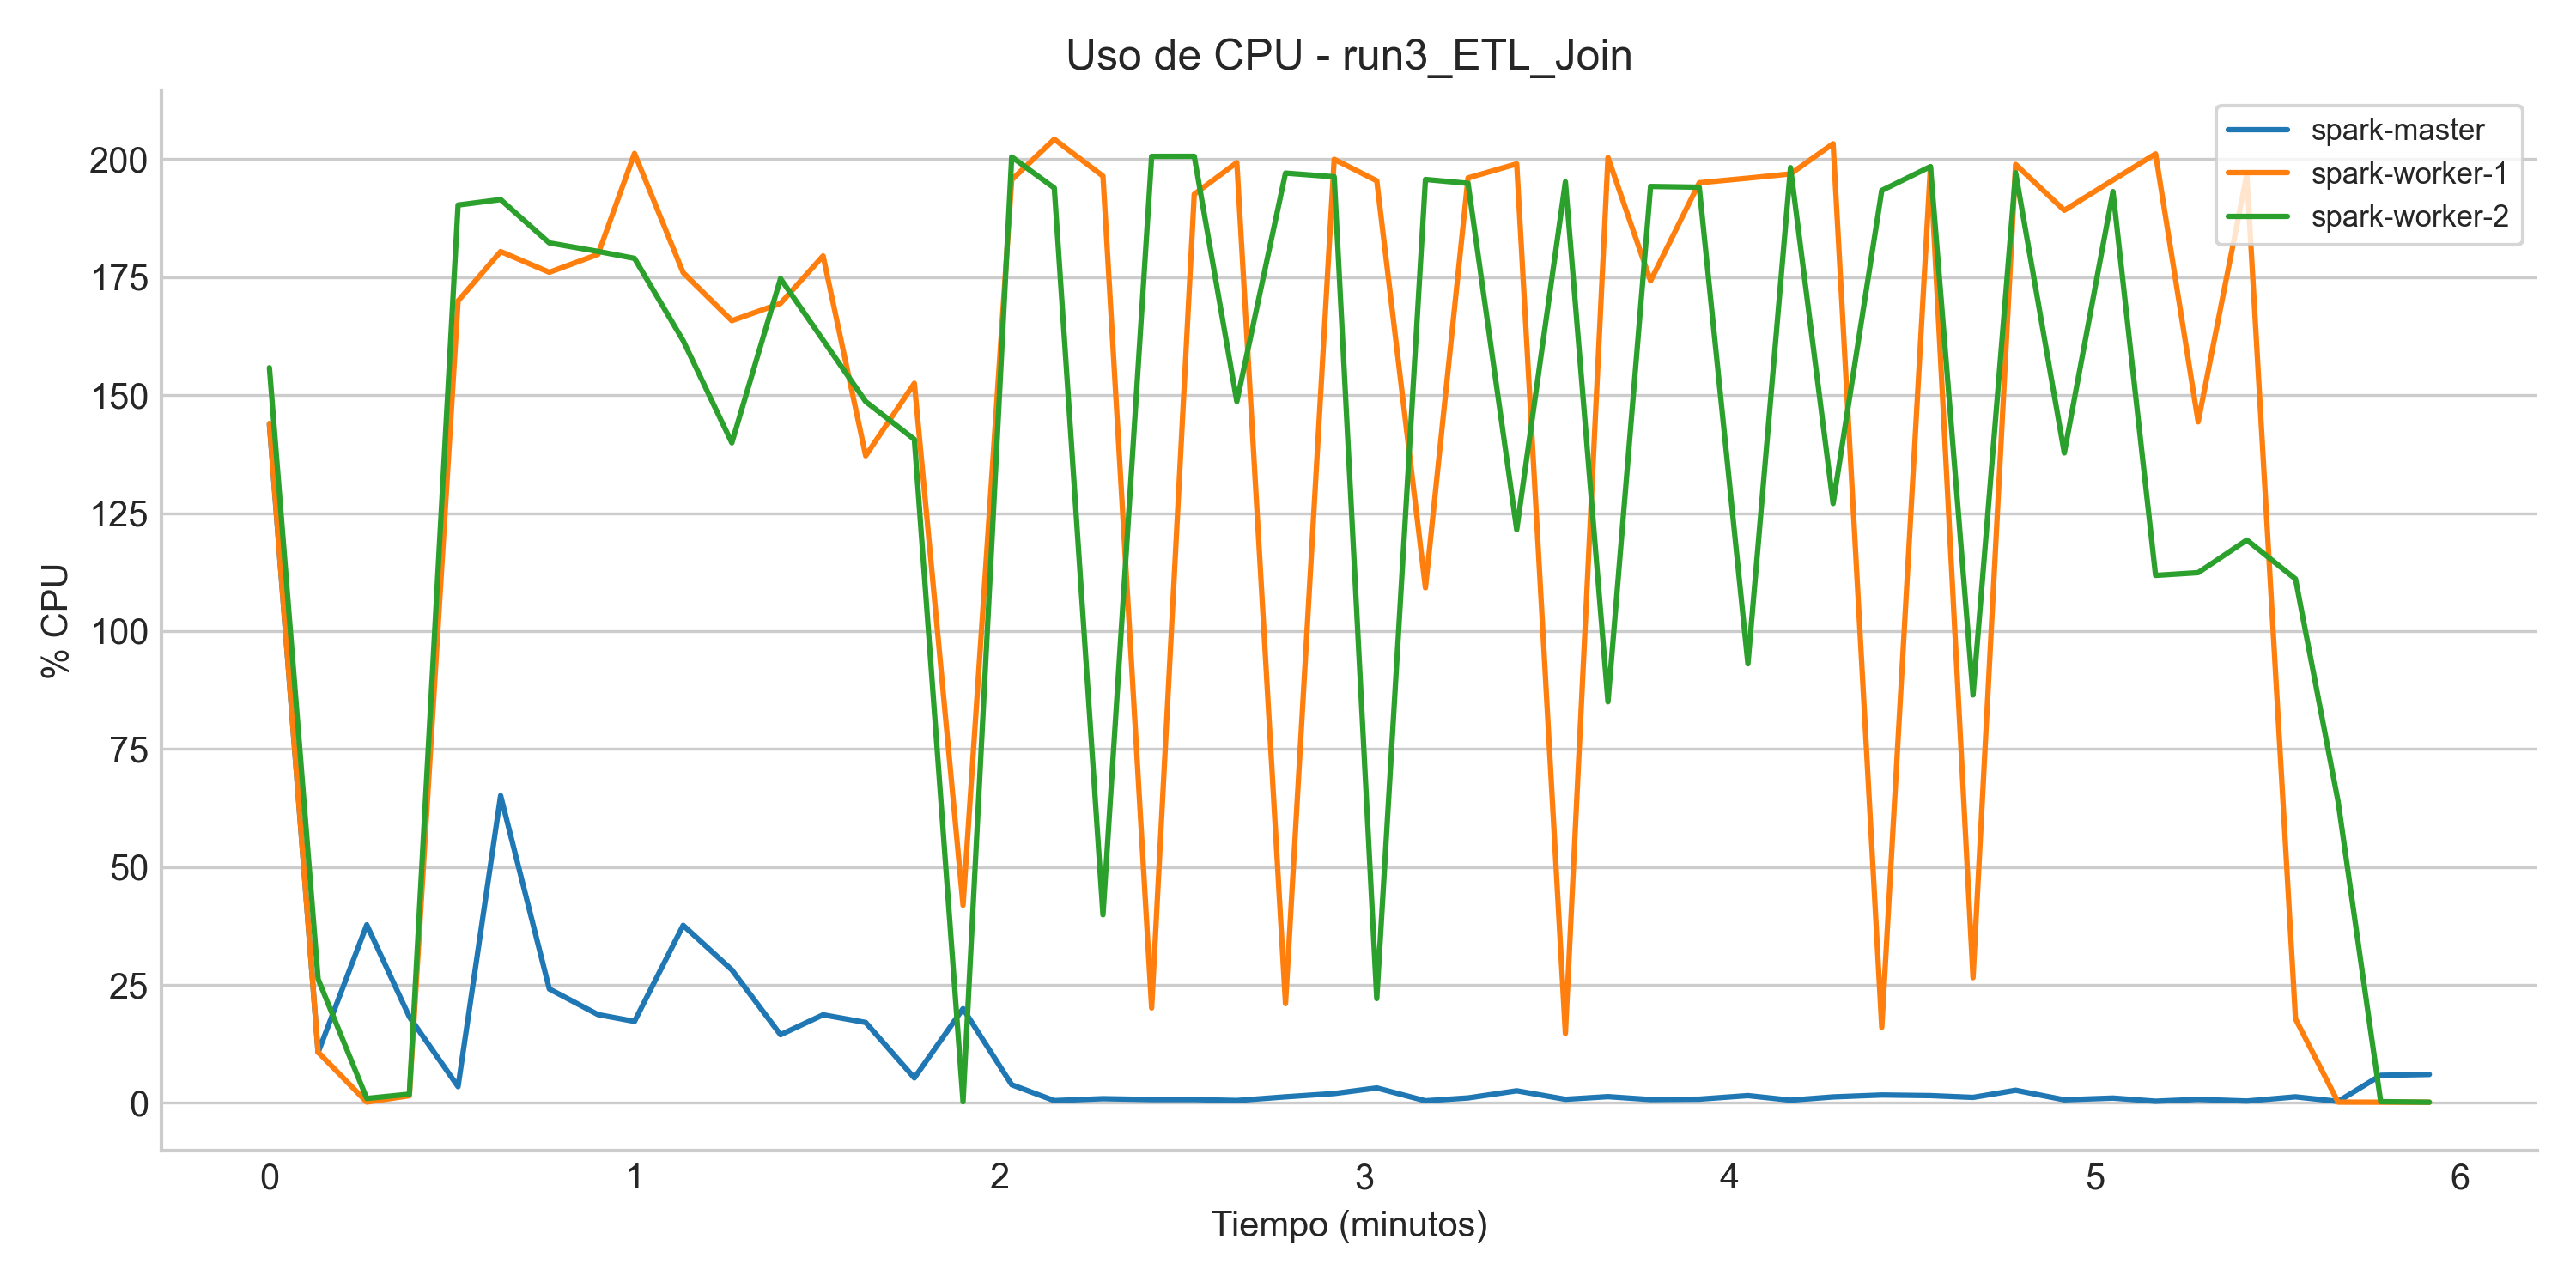 Uso de CPU - run3_ETL_Join
spark-master
spark-worker-1
spark-worker-2
% CPU
200
175
150
125
100
75
50
25
0
0 1 2 3 4 5 6
Tiempo (minutos)